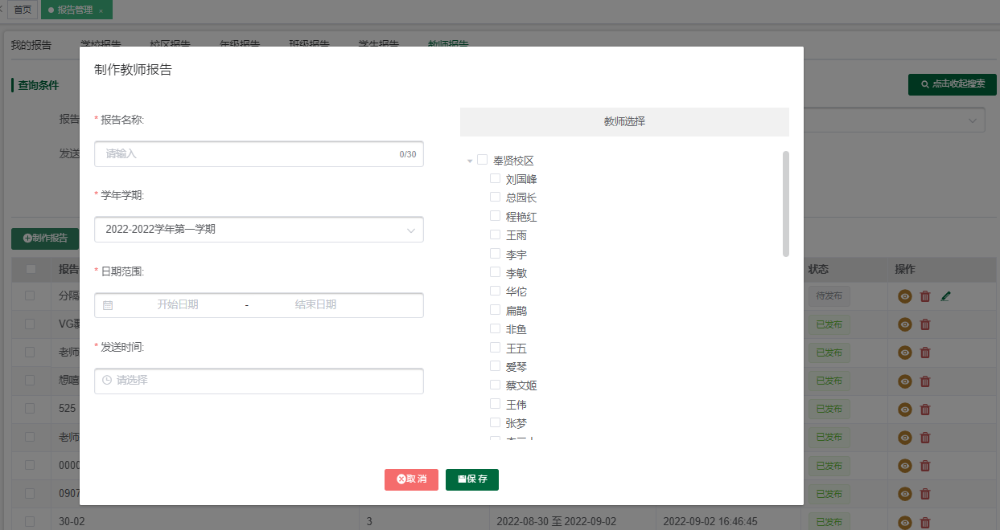 首页
报告管理 ×
我的报告 学校报告 校区报告 年级报告 班级报告 学生报告 教师报告
制作教师报告
查询条件
点击收起搜索
报告
* 报告名称:
教师选择
发送
请输入 0/30
奉贤校区
刘国峰
* 学年学期:
总园长
程艳红
2022-2022学年第一学期
王雨
制作报告
李宇
* 日期范围:
李敏
报告
状态 操作
华佗
分隔
待发布
开始日期 - 结束日期
扁鹊
已发布
非鱼
* 发送时间:
王五
老师
已发布
爱琴
请选择
蔡文姬
已发布
王伟
525
已发布
张梦
老师
已发布
0000
已发布
取消 保存
0907
已发布
30-02 3 2022-08-30 至 2022-09-02 2022-09-02 16:46:45 已发布